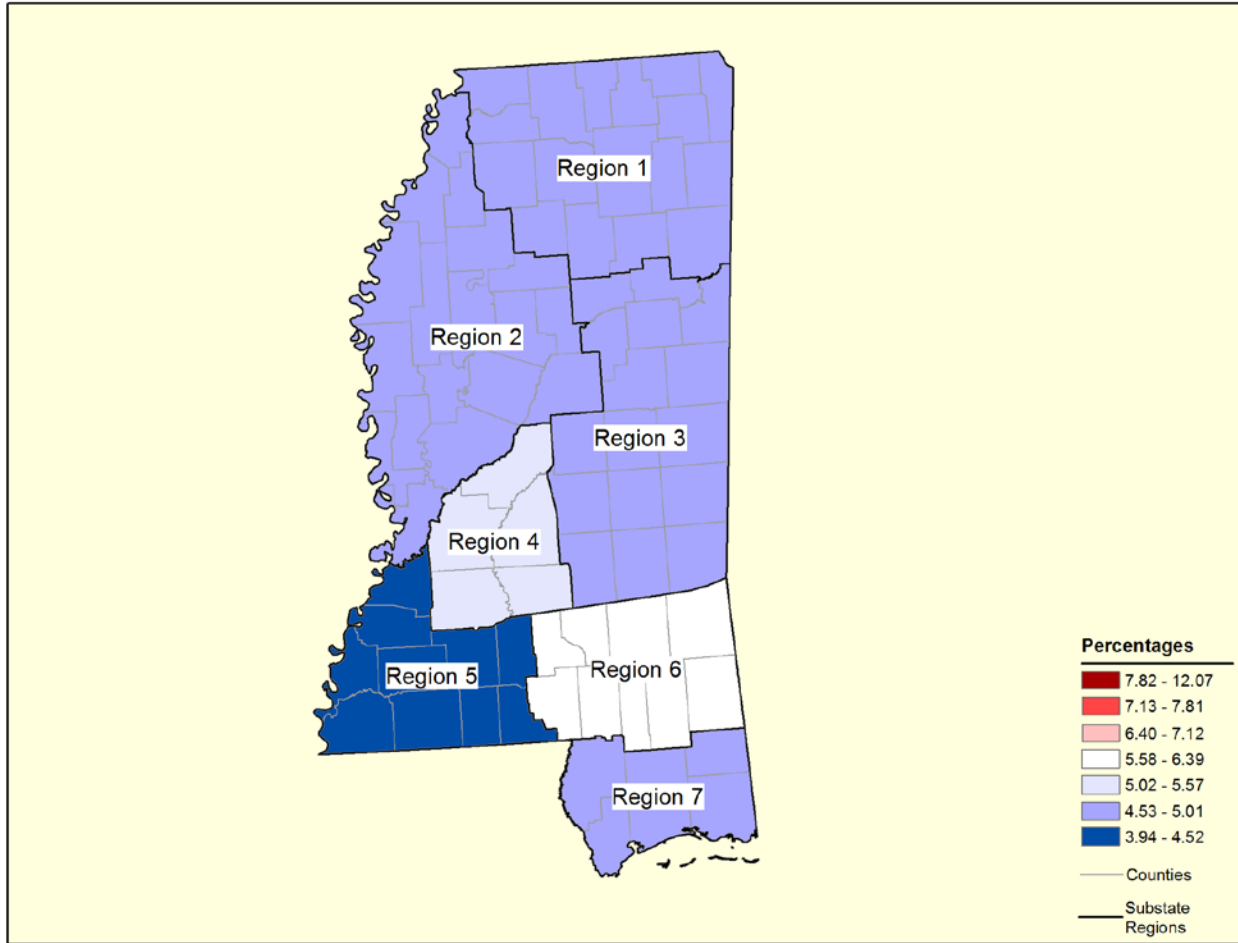 Region 1
Region 2
Region 3
Region 4
Region 5
Region 6
Region 7
Percentages
7.82 - 12.07
7.13 - 7.81
6.40 - 7.12
5.58 - 6.39
5.02 - 5.57
4.53 - 5.01
3.94 - 4.52
Counties
Substate
Regions